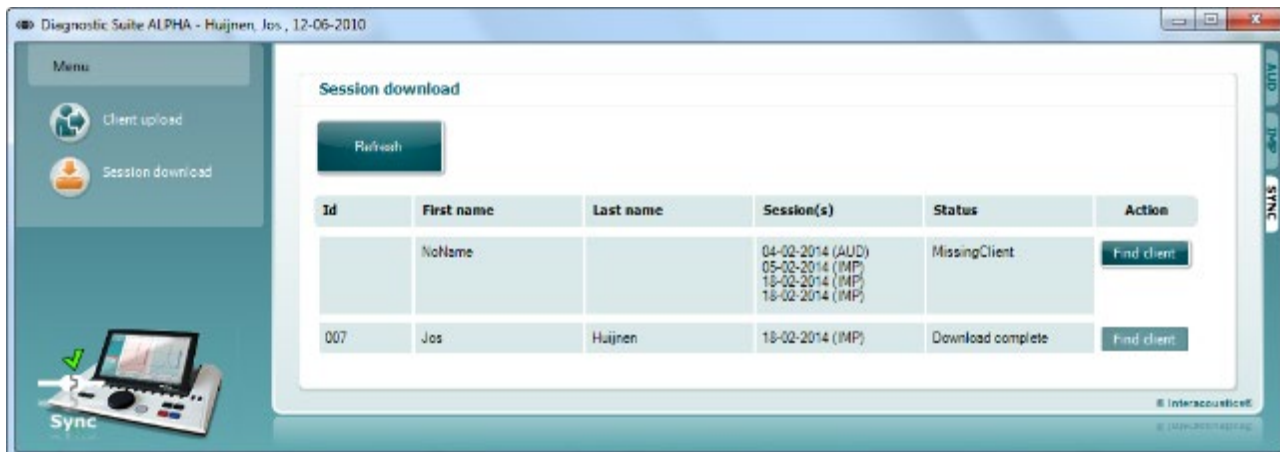 Diagnostic Suite ALPHA - Huijnen, Jos , 12-06-2010
Menu
Client upload
Session download
Sync
Session download
Refresh
Id First name Last name Session(s) Status Action
NoName 04-02-2014 (AUD) MissingClient Find client
05-02-2014 (IMP)
18-02-2014 (IMP)
18-02-2014 (IMP)
007 Jos Huijnen 18-02-2014 (IMP) Download complete Find client
® Interacoustics®
AUD
IMP
SYNC